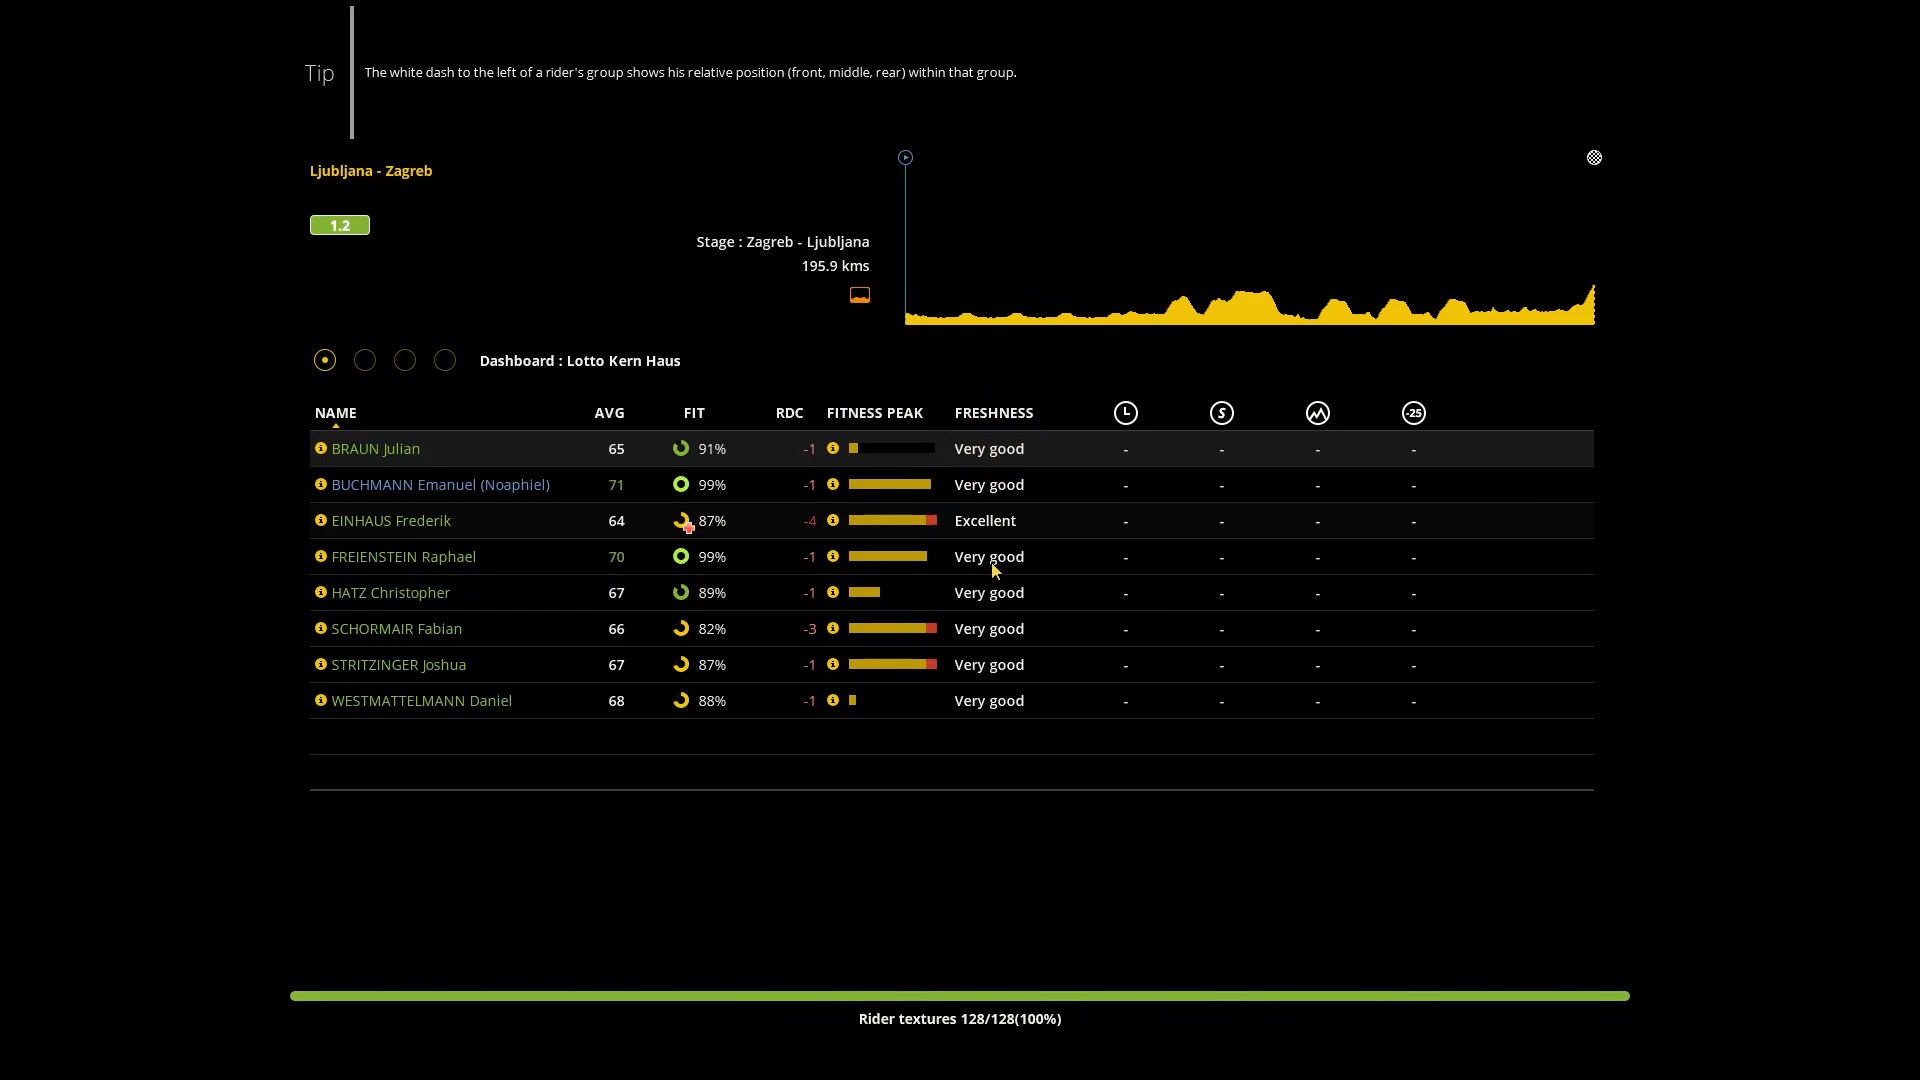 Tip
The white dash to the left of a rider's group shows his relative position (front, middle, rear) within that group.
Ljubljana - Zagreb
1.2
Stage : Zagreb - Ljubljana
195.9 kms
Dashboard : Lotto Kern Haus
NAME AVG FIT RDC FITNESS PEAK FRESHNESS S -25
BRAUN Julian 65 91% -1 Very good - - - -
BUCHMANN Emanuel (Noaphiel) 71 99% -1 Very good - - - -
EINHAUS Frederik 64 87% -4 Excellent - - - -
FREIENSTEIN Raphael 70 99% -1 Very good - - - -
HATZ Christopher 67 89% -1 Very good - - - -
SCHORMAIR Fabian 66 82% -3 Very good - - - -
STRITZINGER Joshua 67 87% -1 Very good - - - -
WESTMATTELMANN Daniel 68 88% -1 Very good - - - -
Rider textures 128/128(100%)